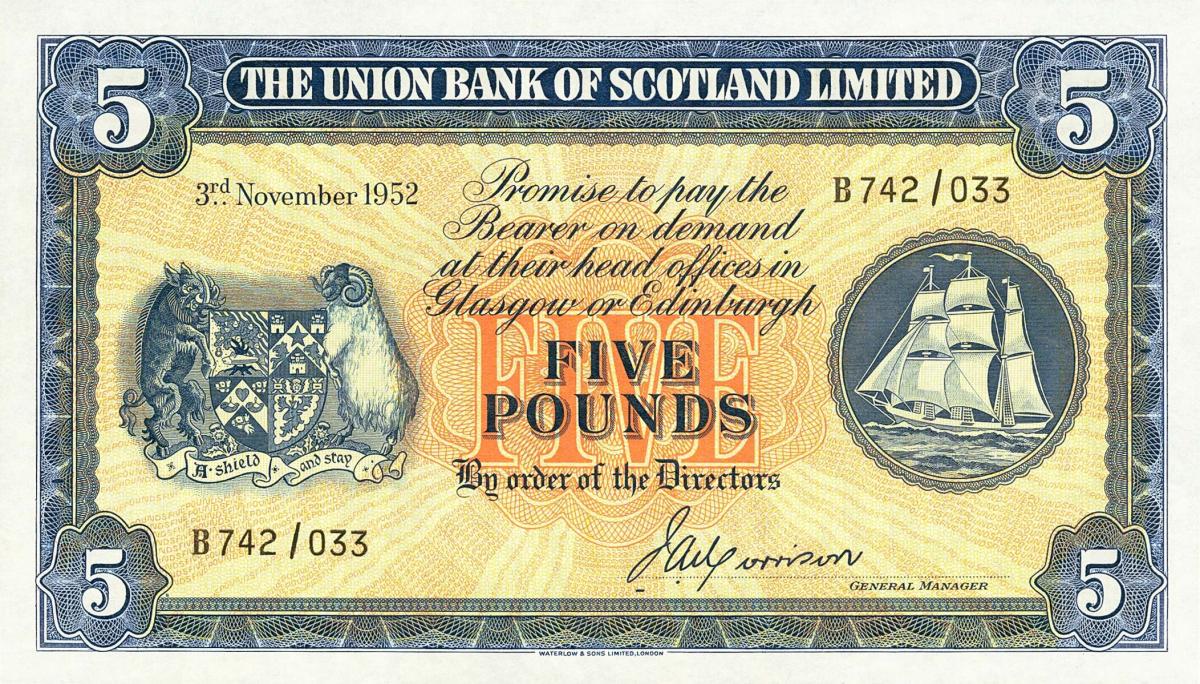 5
THE UNION BANK OF SCOTLAND LIMITED
5
3rd. November 1952
Promise to pay the
Bearer on demand
at their head offices in
Glasgow or Edinburgh
B742/033
FIVE
FIVE
POUNDS
By order of the Directors
A·shield and stay
B742/033
GENERAL MANAGER
5
5
WATERLOW & SONS LIMITED, LONDON